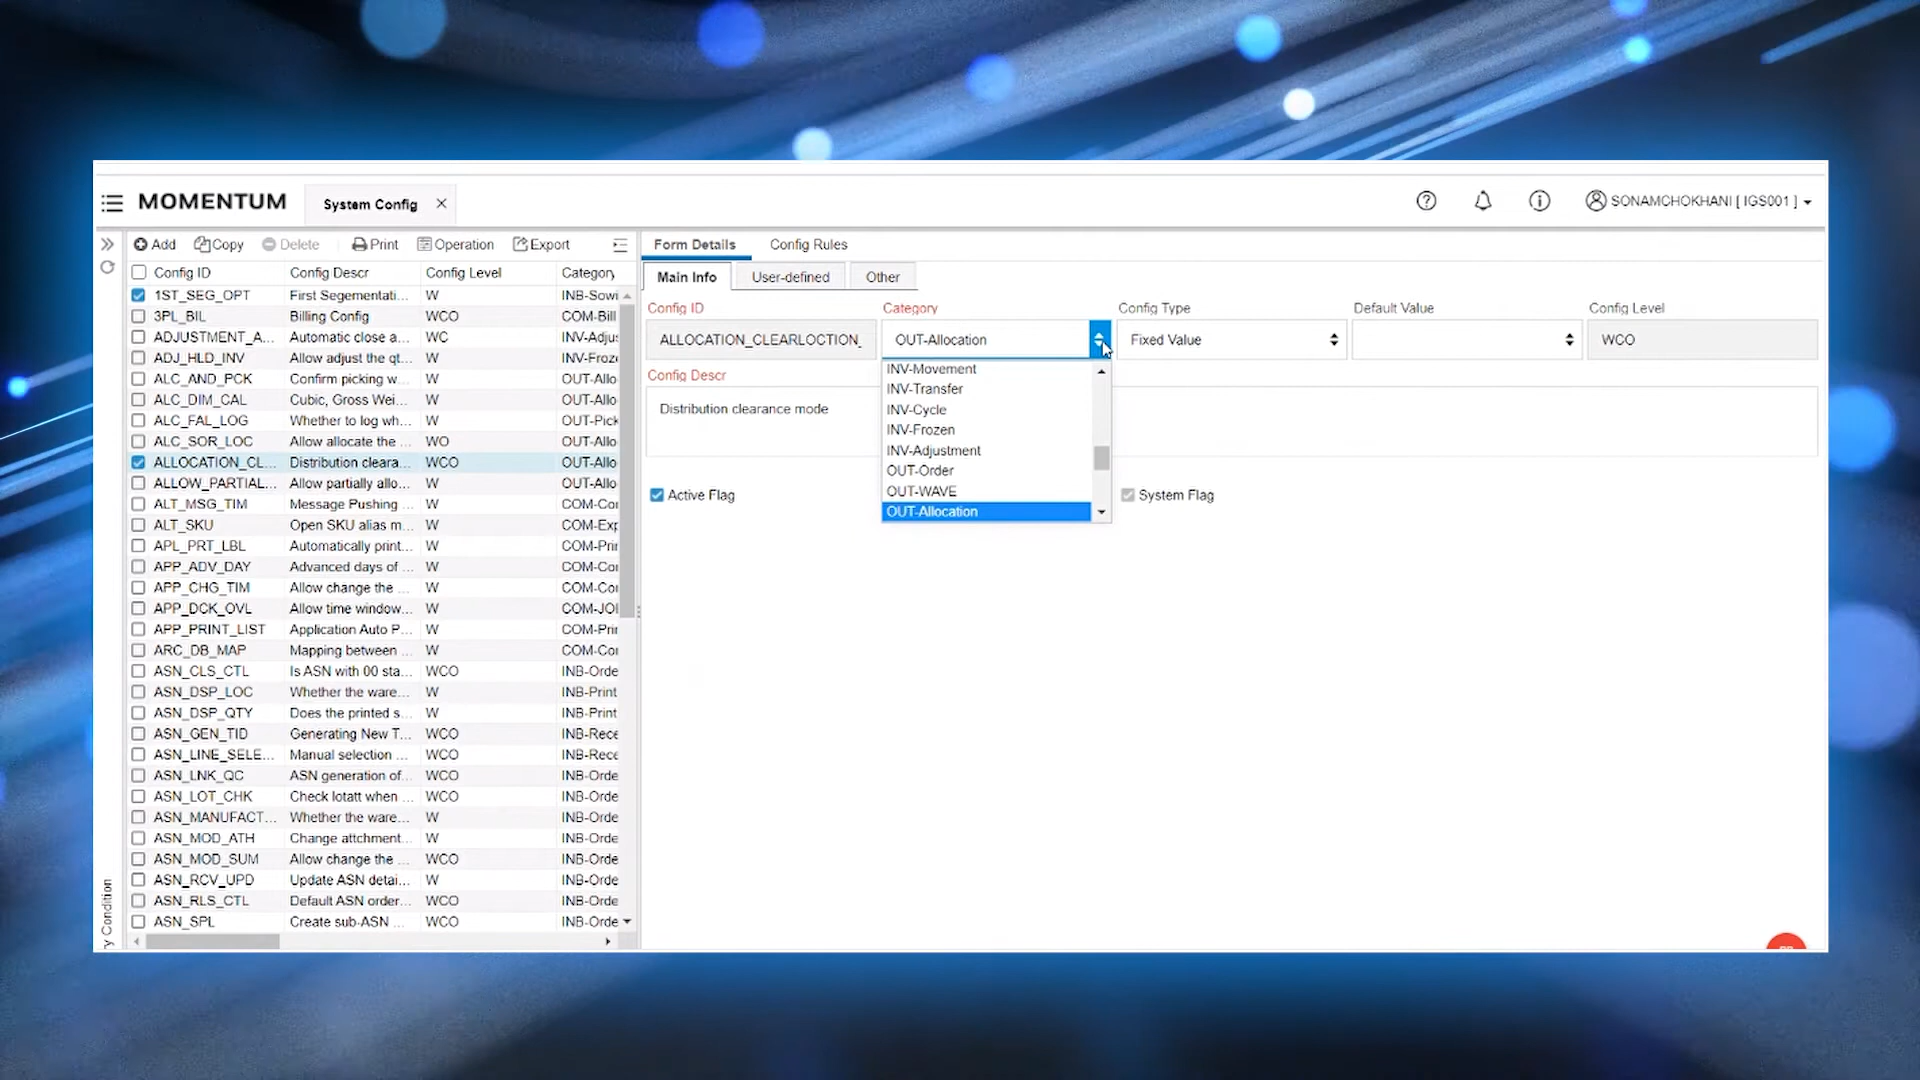 MOMENTUM
System Config
SONAMCHOKHANI [ IGS001 ]
Add Copy Delete Print Operation Export
Form Details Config Rules
Main Info User-defined Other
Config ID Config Descr Config Level Category
1ST_SEG_OPT First Segementati... W INB-Sowi
3PL_BIL Billing Config WCO COM-Bill
ADJUSTMENT_A... Automatic close a... WC INV-Adju
ADJ_HLD_INV Allow adjust the qt... W INV-Froze
ALC_AND_PCK Confirm picking w... W OUT-Allo
ALC_DIM_CAL Cubic, Gross Wei... W OUT-Allo
ALC_FAL_LOG Whether to log wh... W OUT-Pick
ALC_SOR_LOC Allow allocate the ... WO OUT-Allo
ALLOCATION_CL... Distribution cleara... WCO OUT-Allo
ALLOW_PARTIAL... Allow partially allo... W OUT-Allo
ALT_MSG_TIM Message Pushing ... W COM-Cor
ALT_SKU Open SKU alias m... W COM-Exp
APL_PRT_LBL Automatically print... W COM-Prin
APP_ADV_DAY Advanced days of ... W COM-Cor
APP_CHG_TIM Allow change the ... W COM-Cor
APP_DCK_OVL Allow time window... W COM-JO
APP_PRINT_LIST Application Auto P... W COM-Prin
ARC_DB_MAP Mapping between ... W COM-Cor
ASN_CLS_CTL Is ASN with 00 sta... WCO INB-Orde
ASN_DSP_LOC Whether the ware... W INB-Print
ASN_DSP_QTY Does the printed s... W INB-Print
ASN_GEN_TID Generating New T... WCO INB-Rece
ASN_LINE_SELE... Manual selection ... WCO INB-Rece
ASN_LNK_QC ASN generation of... WCO INB-Orde
ASN_LOT_CHK Check lotatt when ... WCO INB-Orde
ASN_MANUFACT... Whether the ware... W INB-Orde
ASN_MOD_ATH Change attchment... W INB-Orde
ASN_MOD_SUM Allow change the ... WCO INB-Orde
ASN_RCV_UPD Update ASN detai... W INB-Orde
ASN_RLS_CTL Default ASN order... WCO INB-Orde
ASN_SPL Create sub-ASN ... WCO INB-Orde
Config ID Category Config Type Default Value Config Level
ALLOCATION_CLEARLOCTION_ OUT-Allocation Fixed Value WCO
Config Descr
Distribution clearance mode
INV-Movement
INV-Transfer
INV-Cycle
INV-Frozen
INV-Adjustment
OUT-Order
OUT-WAVE
OUT-Allocation
Active Flag System Flag
y Condition